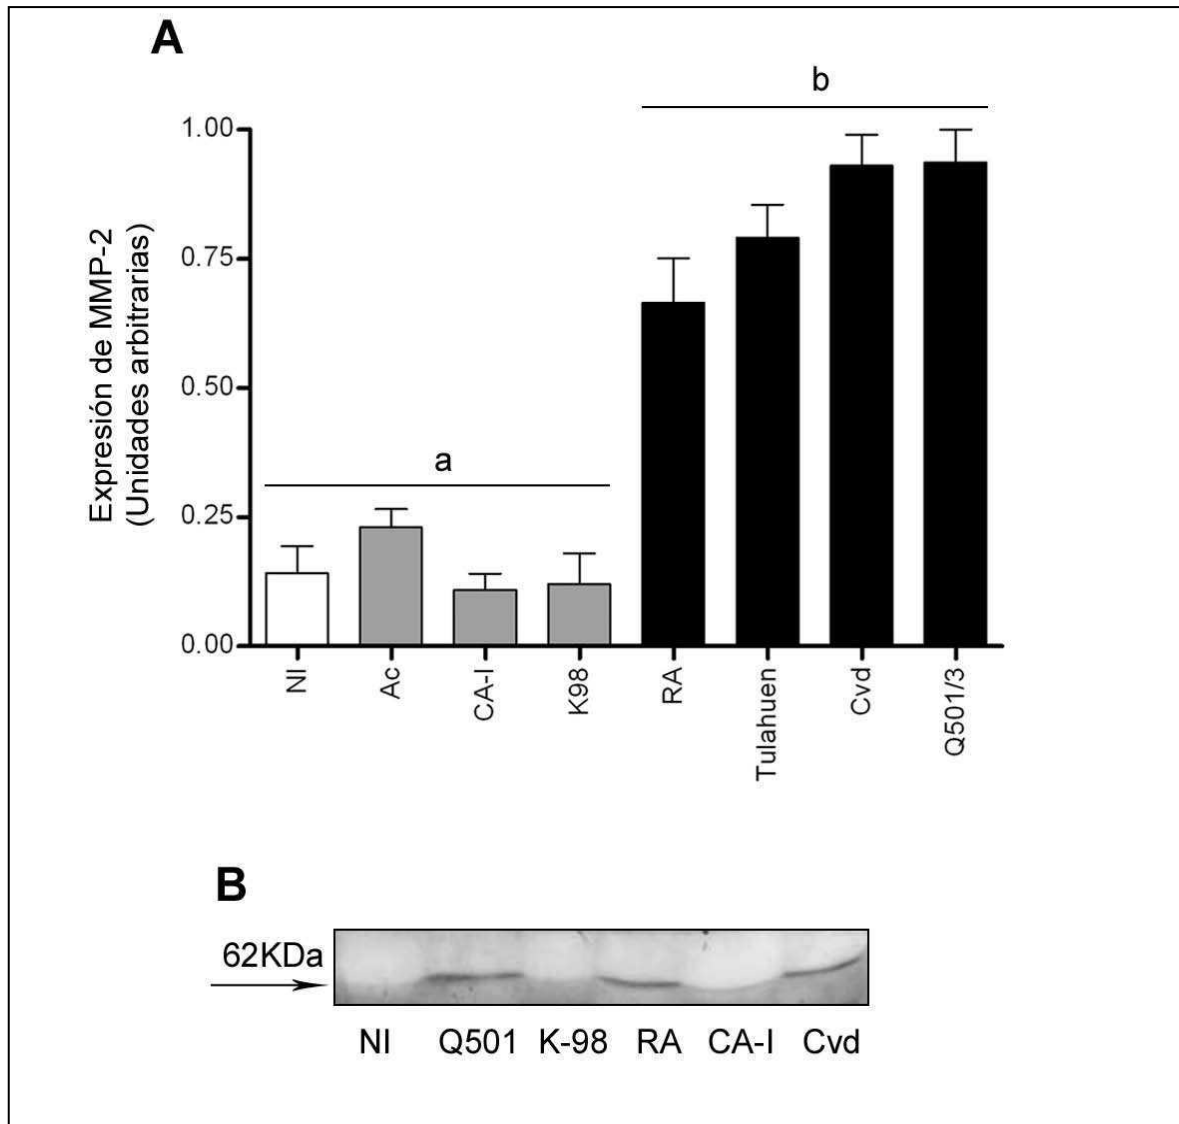 A
b
1.00
0.75
0.50
0.25
0.00
Expresión de MMP-2
(Unidades arbitrarias)
a
NI
Ac
CA-I
K98
RA
Tulahuen
Cvd
Q501/3
B
62KDa
NI Q501 K-98 RA CA-I Cvd